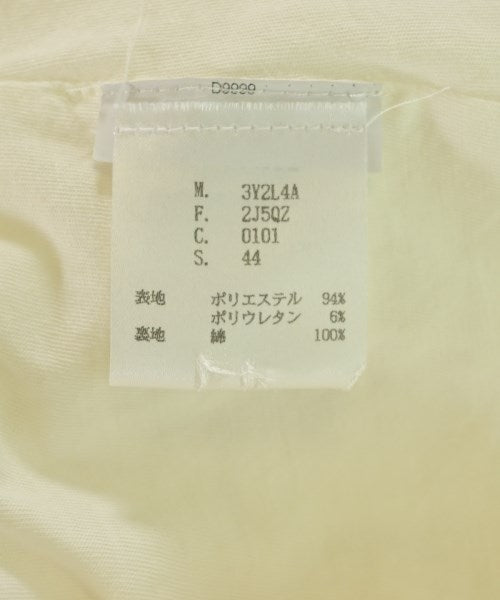 D9999
M. 3Y2L4A
F. 2J5QZ
C. 0101
S. 44
表地 ポリエステル 94%
ポリウレタン 6%
裏地 綿 100%